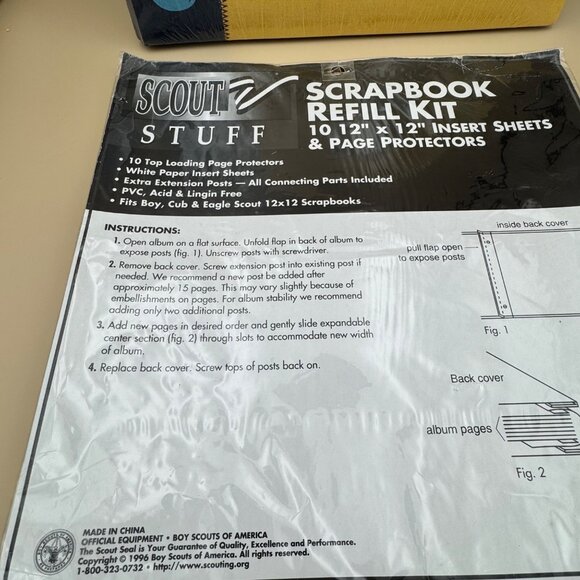 SCOUT
STUFF
SCRAPBOOK
REFILL KIT
10 12" x 12" INSERT SHEETS
& PAGE PROTECTORS
• 10 Top Loading Page Protectors
• White Paper Insert Sheets
• Extra Extension Posts — All Connecting Parts Included
• PVC, Acid & Lingin Free
• Fits Boy, Cub & Eagle Scout 12x12 Scrapbooks
INSTRUCTIONS:
1. Open album on a flat surface. Unfold flap in back of album to
expose posts (fig. 1). Unscrew posts with screwdriver.
2. Remove back cover. Screw extension post into existing post if
needed. We recommend a new post be added after
approximately 15 pages. This may vary slightly because of
embellishments on pages. For album stability we recommend
adding only two additional posts.
3. Add new pages in desired order and gently slide expandable
center section (fig. 2) through slots to accommodate new width
of album.
4. Replace back cover. Screw tops of posts back on.
inside back cover
pull flap open
to expose posts
Fig. 1
Back cover
album pages
Fig. 2
MADE IN CHINA
OFFICIAL EQUIPMENT • BOY SCOUTS OF AMERICA
The Scout Seal is Your Guarantee of Quality, Excellence and Performance.
Copyright © 1996 Boy Scouts of America. All rights reserved.
1-800-323-0732 • http://www.scouting.org